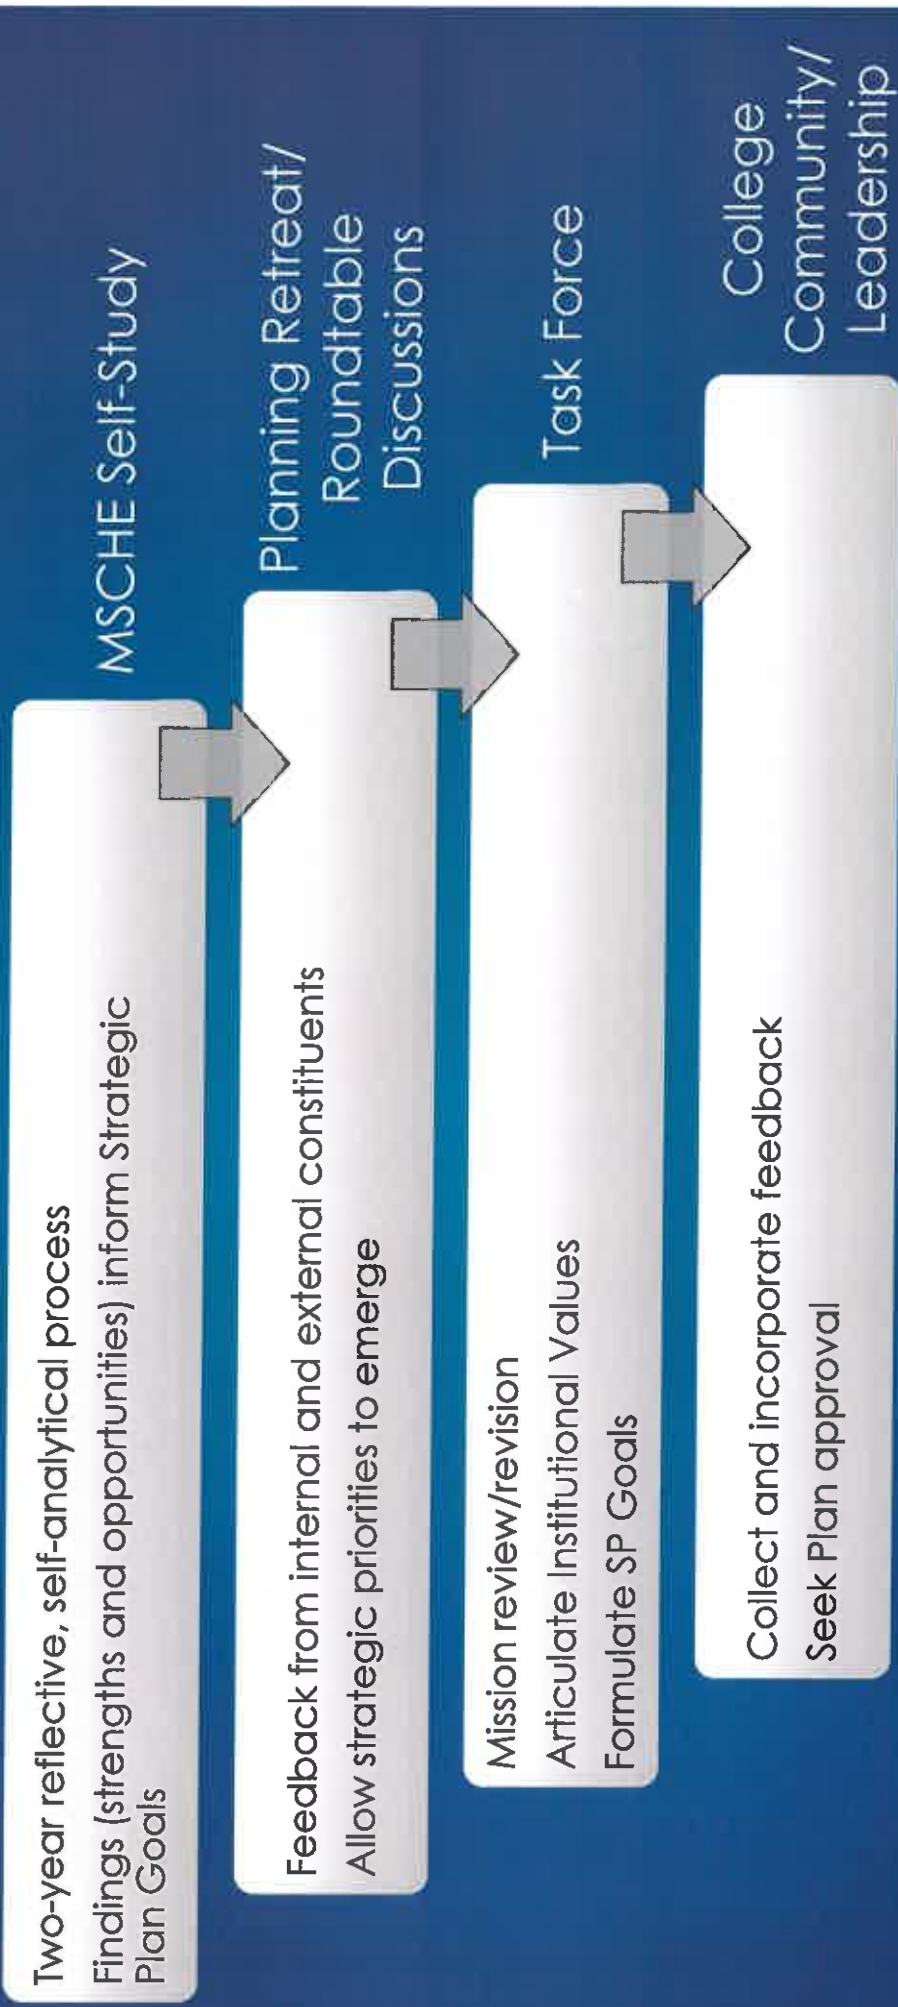 Two-year reflective, self-analytical process
Findings (strengths and opportunities) inform Strategic
Plan Goals
MSCHE Self-Study
Feedback from internal and external constituents
Allow strategic priorities to emerge
Planning Retreat/
Roundtable
Discussions
Mission review/revision
Articulate Institutional Values
Formulate SP Goals
Task Force
Collect and incorporate feedback
Seek Plan approval
College
Community/
Leadership